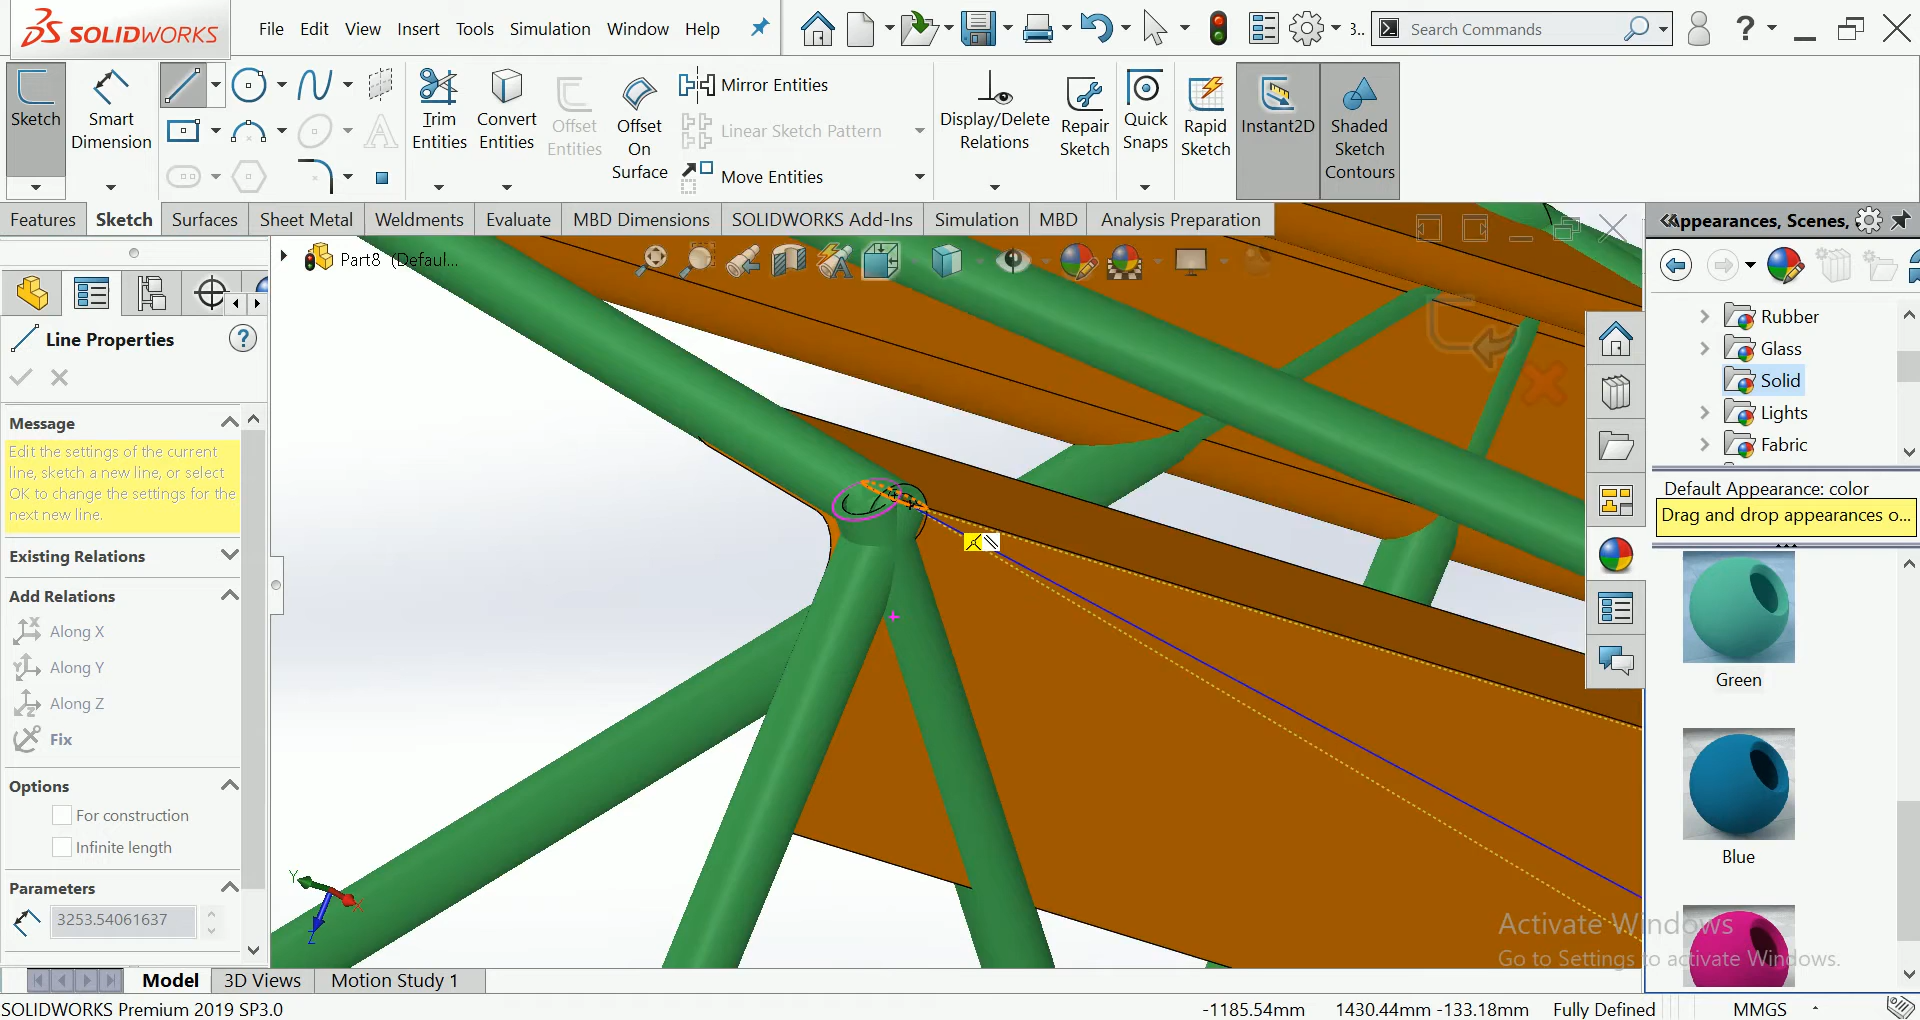 SOLIDWORKS
File Edit View Insert Tools Simulation Window Help
3..
Search Commands
Sketch
Smart Dimension
Trim Entities
Convert Entities
Offset Entities
Offset On Surface
Mirror Entities
Linear Sketch Pattern
Move Entities
Display/Delete Relations
Repair Sketch
Quick Snaps
Rapid Sketch
Instant2D
Shaded Sketch Contours
Features Sketch Surfaces Sheet Metal Weldments Evaluate MBD Dimensions SOLIDWORKS Add-Ins Simulation MBD Analysis Preparation
Part8 (Defaul...
Line Properties
Message
Edit the settings of the current
line, sketch a new line, or select
OK to change the settings for the
next new line.
Existing Relations
Add Relations
Along X
Along Y
Along Z
Fix
Options
For construction
Infinite length
Parameters
3253.54061637
Y
X
Z
Appearances, Scenes,
Rubber
Glass
Solid
Lights
Fabric
Default Appearance: color
Drag and drop appearances o...
Green
Blue
Activate Windows
Go to Settings to activate Windows.
Model 3D Views Motion Study 1
SOLIDWORKS Premium 2019 SP3.0
-1185.54mm 1430.44mm -133.18mm Fully Defined MMGS